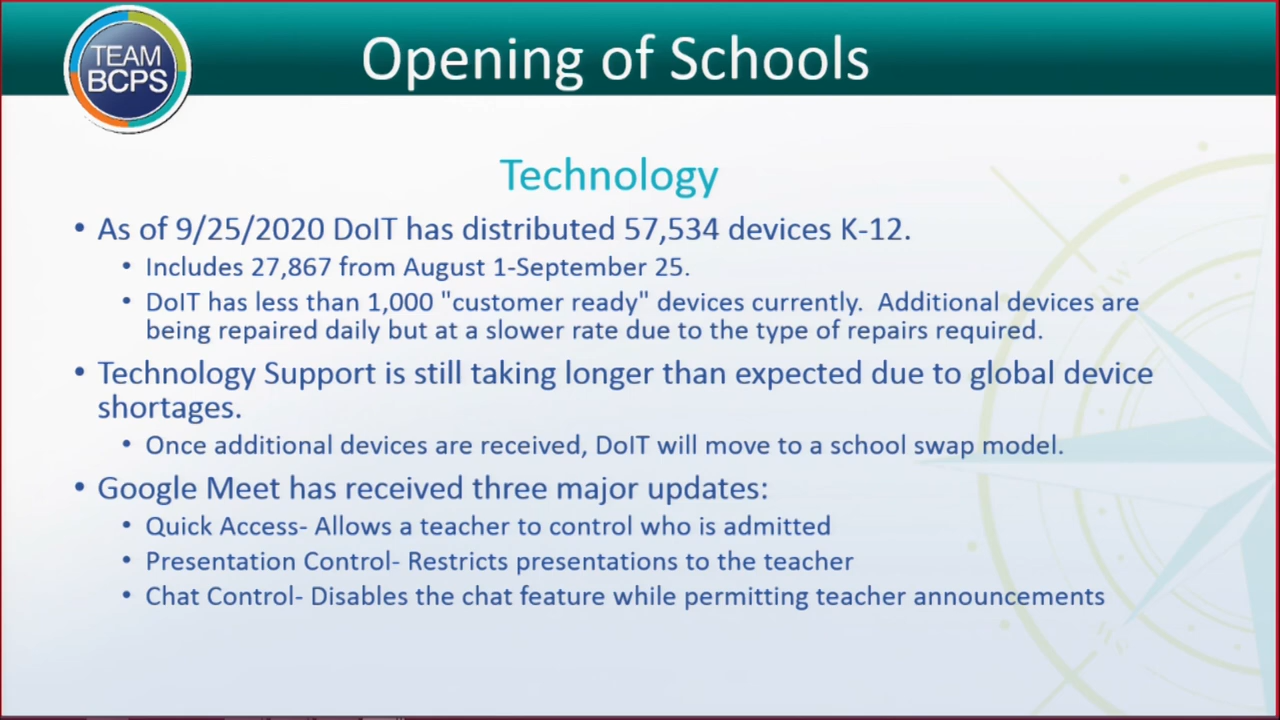 TEAM
BCPS
Opening of Schools
Technology
• As of 9/25/2020 DoIT has distributed 57,534 devices K-12.
• Includes 27,867 from August 1-September 25.
• DoIT has less than 1,000 "customer ready" devices currently.  Additional devices are
being repaired daily but at a slower rate due to the type of repairs required.
• Technology Support is still taking longer than expected due to global device
shortages.
• Once additional devices are received, DoIT will move to a school swap model.
• Google Meet has received three major updates:
• Quick Access- Allows a teacher to control who is admitted
• Presentation Control- Restricts presentations to the teacher
• Chat Control- Disables the chat feature while permitting teacher announcements